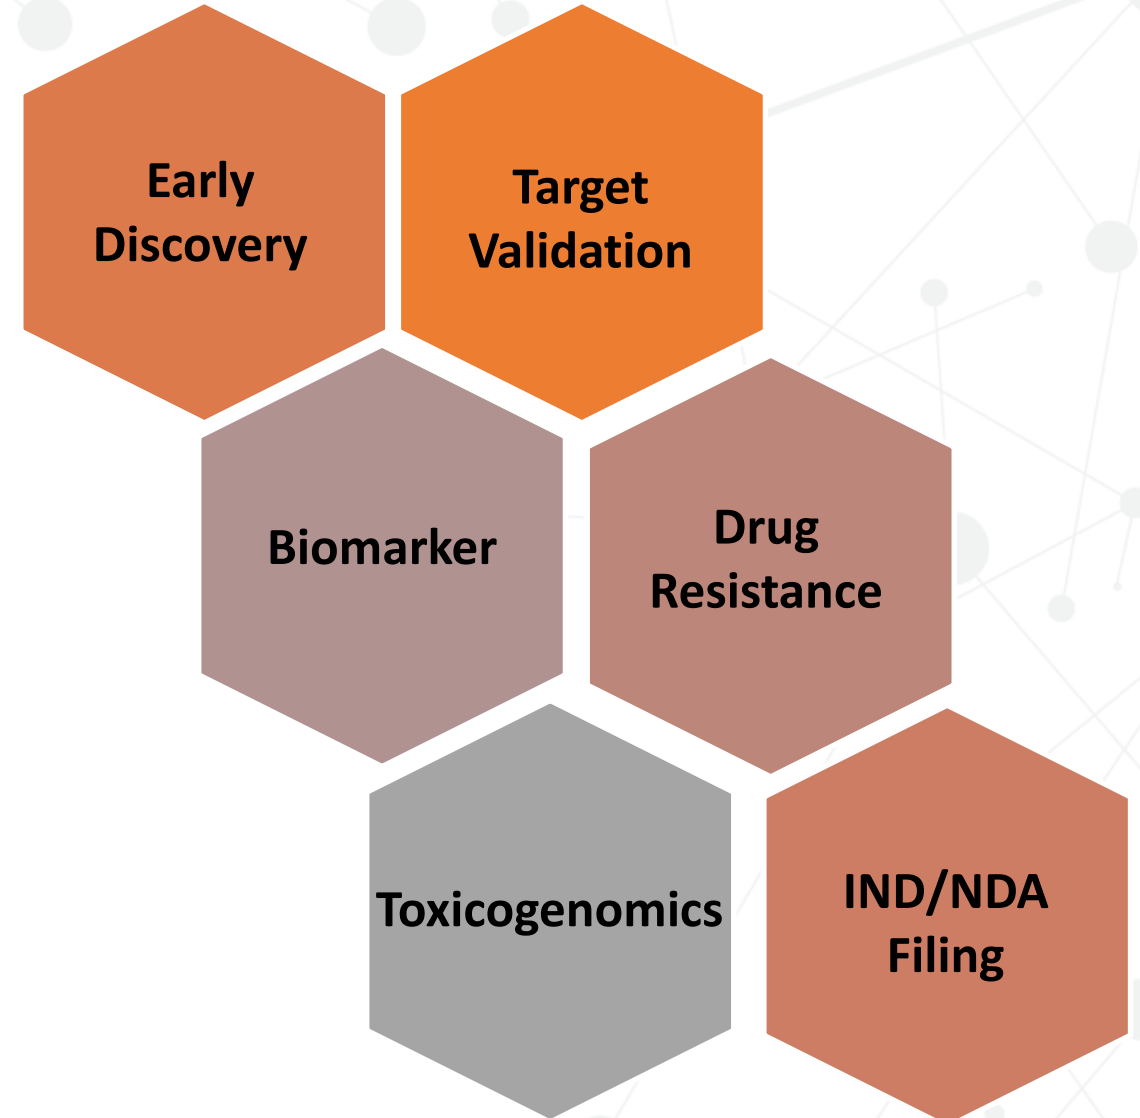 Early
Discovery
Target
Validation
Biomarker
Drug
Resistance
Toxicogenomics
IND/NDA
Filing